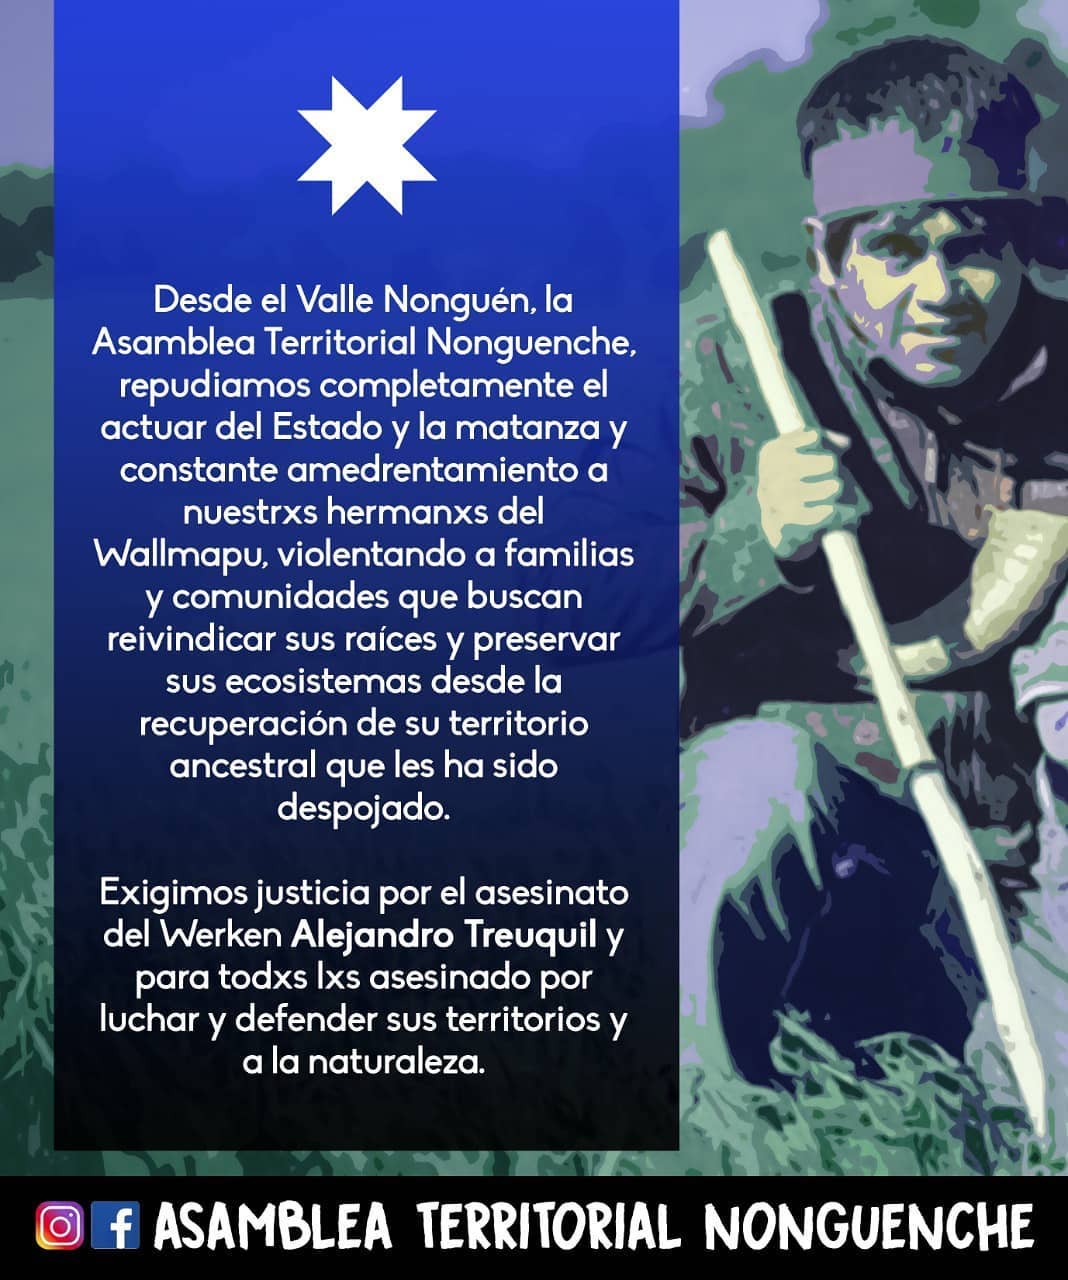 Desde el Valle Nonguén, la
Asamblea Territorial Nonguenche,
repudiamos completamente el
actuar del Estado y la matanza y
constante amedrentamiento a
nuestrxs hermanxs del
Wallmapu, violentando a familias
y comunidades que buscan
reivindicar sus raíces y preservar
sus ecosistemas desde la
recuperación de su territorio
ancestral que les ha sido
despojado.
Exigimos justicia por el asesinato
del Werken Alejandro Treuquil y
para todxs lxs asesinado por
luchar y defender sus territorios y
a la naturaleza.
ASAMBLEA TERRITORIAL NONGUENCHE